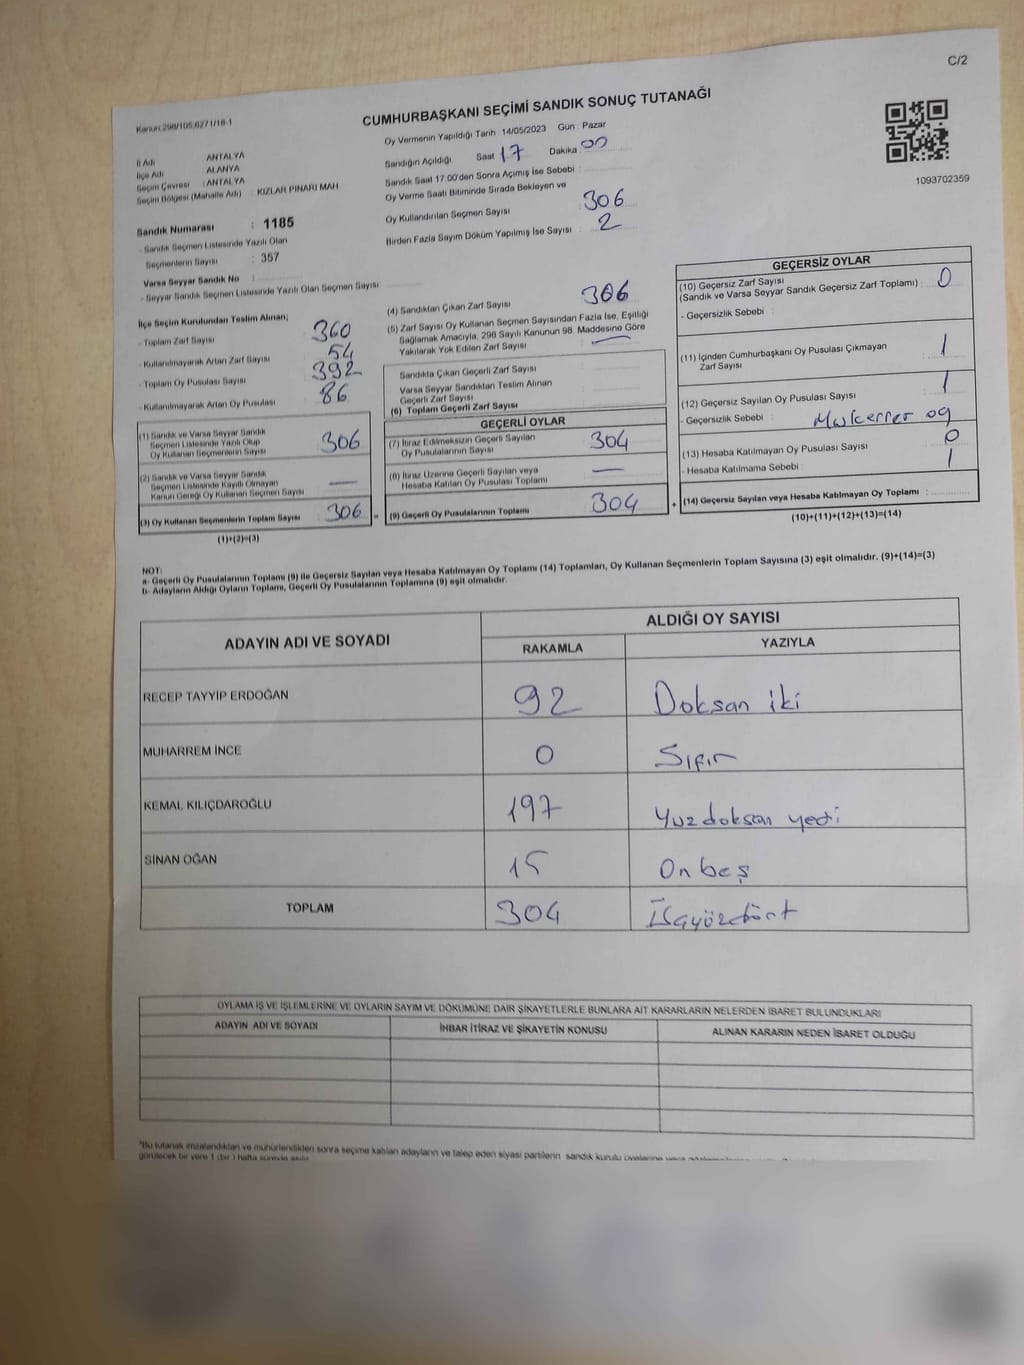 C/2
Kanun:298/105,6271/18-1
CUMHURBAŞKANI SEÇİMİ SANDIK SONUÇ TUTANAĞI
Oy Vermenin Yapıldığı Tarih : 14/05/2023 Gün : Pazar
Sandığın Açıldığı Saat 17 Dakika 00
Sandık Saat 17:00'den Sonra Açımış İse Sebebi :
Oy Verme Saati Bitiminde Sırada Bekleyen ve
Oy Kullandırılan Seçmen Sayısı : 306
Birden Fazla Sayım Döküm Yapılmış İse Sayısı : 2
1093702359
İl Adı : ANTALYA
İlçe Adı : ALANYA
Seçim Çevresi : ANTALYA
Seçim Bölgesi (Mahalle Adı) : KIZLAR PINARI MAH
Sandık Numarası : 1185
- Sandık Seçmen Listesinde Yazılı Olan
Seçmenlerin Sayısı : 357
Varsa Seyyar Sandık No :
- Seyyar Sandık Seçmen Listesinde Yazılı Olan Seçmen Sayısı :
İlçe Seçim Kurulundan Teslim Alınan;
- Toplam Zarf Sayısı : 360
- Kullanılmayarak Artan Zarf Sayısı : 54
- Toplam Oy Pusulası Sayısı : 392
- Kullanılmayarak Artan Oy Pusulası : 86
(1) Sandık ve Varsa Seyyar Sandık
Seçmen Listesinde Yazılı Olup
Oy Kullanan Seçmenlerin Sayısı : 306
(2) Sandık ve Varsa Seyyar Sandık
Seçmen Listesinde Kayıtlı Olmayan
Kanun Gereği Oy Kullanan Seçmen Sayısı : —
(3) Oy Kullanan Seçmenlerin Toplam Sayısı : 306 =
(1)+(2)=(3)
(4) Sandıktan Çıkan Zarf Sayısı : 306
(5) Zarf Sayısı Oy Kullanan Seçmen Sayısından Fazla İse, Eşitliği
Sağlamak Amacıyla, 298 Sayılı Kanunun 98. Maddesine Göre
Yakılarak Yok Edilen Zarf Sayısı : —
Sandıkta Çıkan Geçerli Zarf Sayısı :
Varsa Seyyar Sandıktan Teslim Alınan
Geçerli Zarf Sayısı :
(6) Toplam Geçerli Zarf Sayısı :
GEÇERLİ OYLAR
(7) İtiraz Edilmeksizin Geçerli Sayılan
Oy Pusulalarının Sayısı : 304
(8) İtiraz Üzerine Geçerli Sayılan veya
Hesaba Katılan Oy Pusulası Toplamı : —
(9) Geçerli Oy Pusulalarının Toplamı : 304 +
GEÇERSİZ OYLAR
(10) Geçersiz Zarf Sayısı
(Sandık ve Varsa Seyyar Sandık Geçersiz Zarf Toplamı) : 0
- Geçersizlik Sebebi :
(11) İçinden Cumhurbaşkanı Oy Pusulası Çıkmayan
Zarf Sayısı : 1
(12) Geçersiz Sayılan Oy Pusulası Sayısı : 1
- Geçersizlik Sebebi : Mukerrer oy
(13) Hesaba Katılmayan Oy Pusulası Sayısı : 0
- Hesaba Katılmama Sebebi : 1
(14) Geçersiz Sayılan veya Hesaba Katılmayan Oy Toplamı :
(10)+(11)+(12)+(13)=(14)
NOT:
a- Geçerli Oy Pusulalarının Toplamı (9) ile Geçersiz Sayılan veya Hesaba Katılmayan Oy Toplamı (14) Toplamları, Oy Kullanan Seçmenlerin Toplam Sayısına (3) eşit olmalıdır. (9)+(14)=(3)
b- Adayların Aldığı Oyların Toplamı, Geçerli Oy Pusulalarının Toplamına (9) eşit olmalıdır.
ADAYIN ADI VE SOYADI ALDIĞI OY SAYISI
RAKAMLA YAZIYLA
RECEP TAYYİP ERDOĞAN 92 Doksan iki
MUHARREM İNCE 0 Sıfır
KEMAL KILIÇDAROĞLU 197 Yuz doksan yedi
SİNAN OĞAN 15 On beş
TOPLAM 304
OYLAMA İŞ VE İŞLEMLERİNE VE OYLARIN SAYIM VE DÖKÜMÜNE DAİR ŞİKAYETLERLE BUNLARA AİT KARARLARIN NELERDEN İBARET BULUNDUKLARI
ADAYIN ADI VE SOYADI İHBAR İTİRAZ VE ŞİKAYETİN KONUSU ALINAN KARARIN NEDEN İBARET OLDUĞU
*Bu tutanak imzalandıktan ve mühürlendikten sonra seçime katılan adayların ve talep eden siyasi partilerin sandık kurulu üyelerine veya
görülecek bir yere 1 (bir) hafta